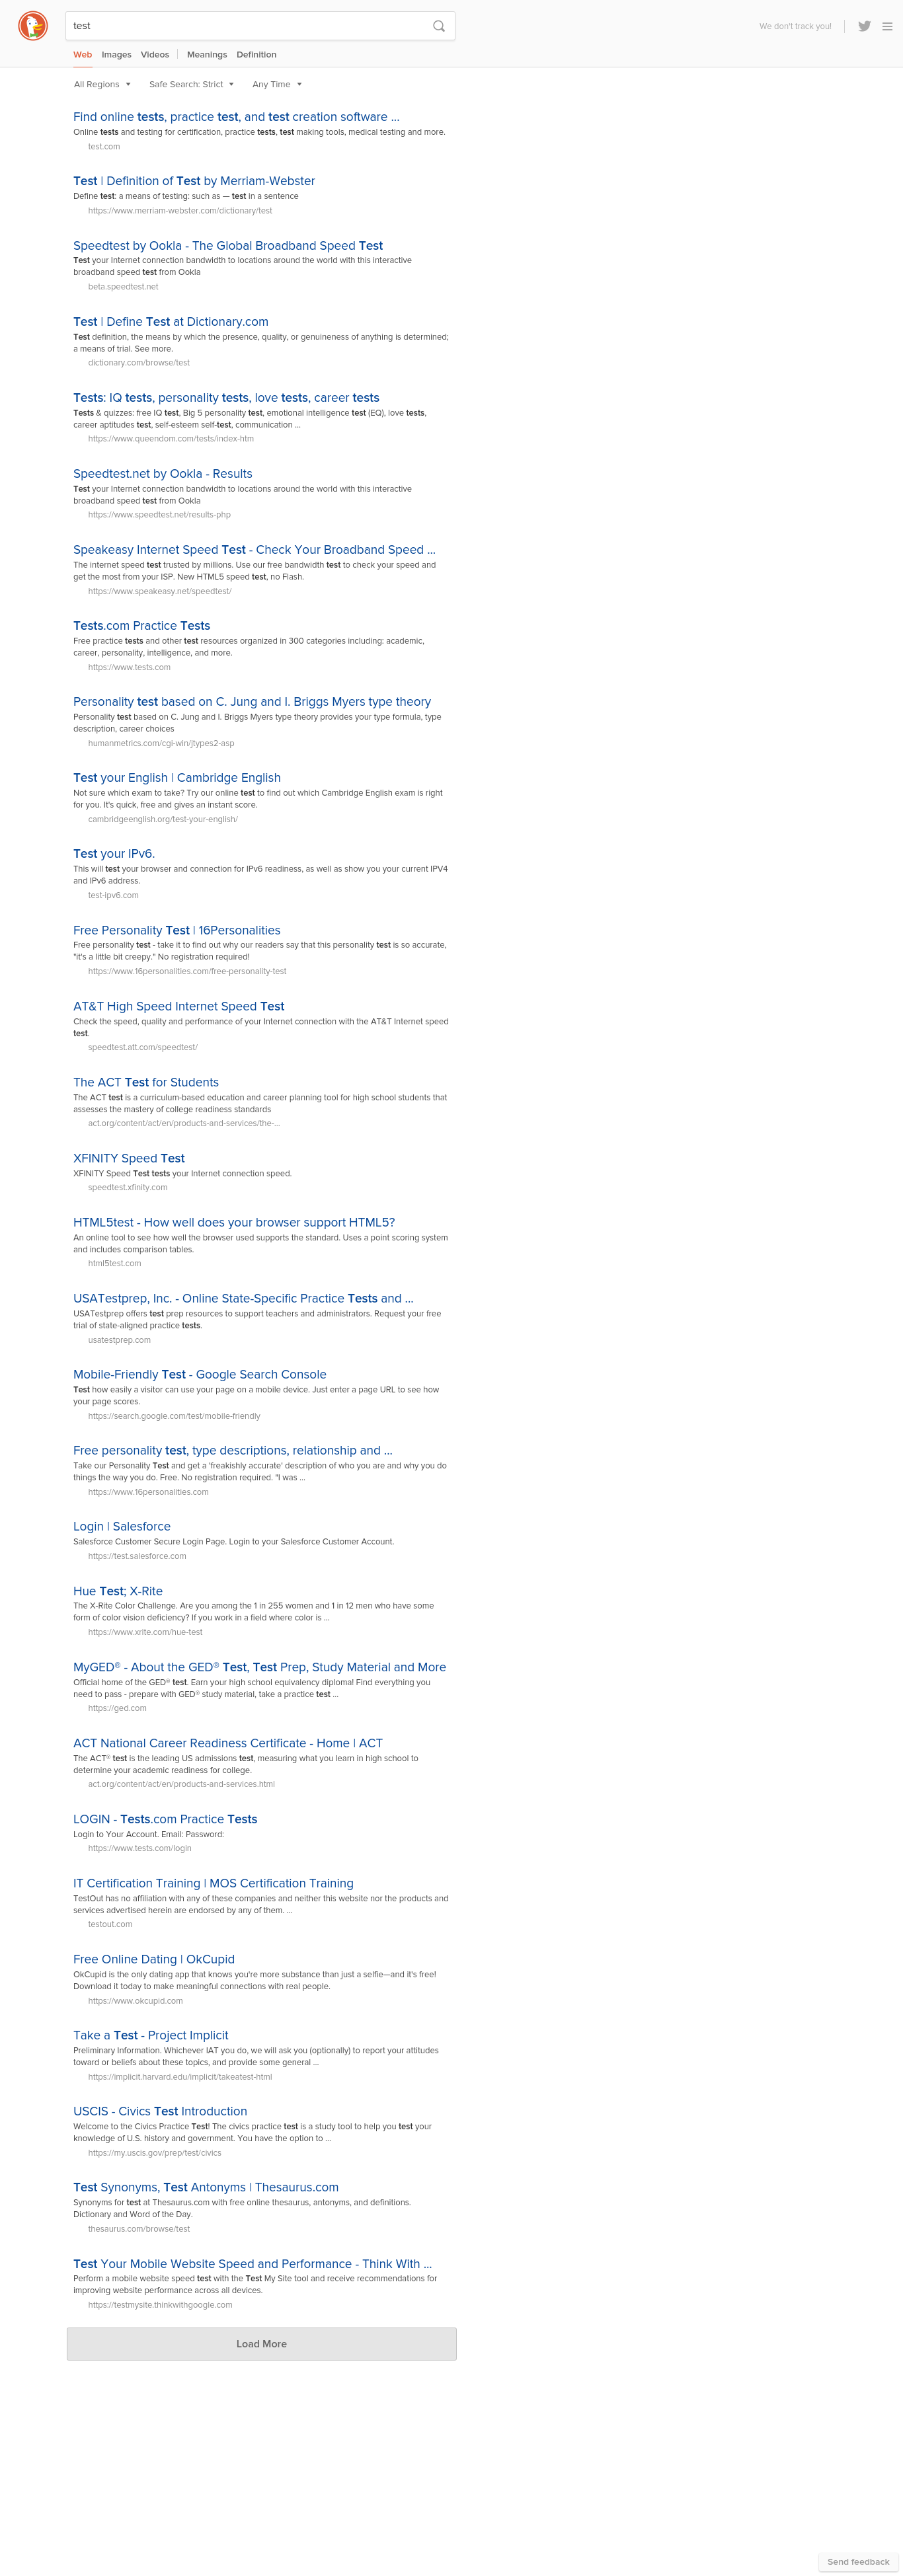 test
We don't track you!
Web Images Videos Meanings Definition
All Regions Safe Search: Strict Any Time
Find online tests, practice test, and test creation software ...
Online tests and testing for certification, practice tests, test making tools, medical testing and more.
test.com
Test | Definition of Test by Merriam-Webster
Define test: a means of testing: such as — test in a sentence
https://www.merriam-webster.com/dictionary/test
Speedtest by Ookla - The Global Broadband Speed Test
Test your Internet connection bandwidth to locations around the world with this interactive
broadband speed test from Ookla
beta.speedtest.net
Test | Define Test at Dictionary.com
Test definition, the means by which the presence, quality, or genuineness of anything is determined;
a means of trial. See more.
dictionary.com/browse/test
Tests: IQ tests, personality tests, love tests, career tests
Tests & quizzes: free IQ test, Big 5 personality test, emotional intelligence test (EQ), love tests,
career aptitudes test, self-esteem self-test, communication ...
https://www.queendom.com/tests/index-htm
Speedtest.net by Ookla - Results
Test your Internet connection bandwidth to locations around the world with this interactive
broadband speed test from Ookla
https://www.speedtest.net/results-php
Speakeasy Internet Speed Test - Check Your Broadband Speed ...
The internet speed test trusted by millions. Use our free bandwidth test to check your speed and
get the most from your ISP. New HTML5 speed test, no Flash.
https://www.speakeasy.net/speedtest/
Tests.com Practice Tests
Free practice tests and other test resources organized in 300 categories including: academic,
career, personality, intelligence, and more.
https://www.tests.com
Personality test based on C. Jung and I. Briggs Myers type theory
Personality test based on C. Jung and I. Briggs Myers type theory provides your type formula, type
description, career choices
humanmetrics.com/cgi-win/jtypes2-asp
Test your English | Cambridge English
Not sure which exam to take? Try our online test to find out which Cambridge English exam is right
for you. It's quick, free and gives an instant score.
cambridgeenglish.org/test-your-english/
Test your IPv6.
This will test your browser and connection for IPv6 readiness, as well as show you your current IPV4
and IPv6 address.
test-ipv6.com
Free Personality Test | 16Personalities
Free personality test - take it to find out why our readers say that this personality test is so accurate,
"it's a little bit creepy." No registration required!
https://www.16personalities.com/free-personality-test
AT&T High Speed Internet Speed Test
Check the speed, quality and performance of your Internet connection with the AT&T Internet speed
test.
speedtest.att.com/speedtest/
The ACT Test for Students
The ACT test is a curriculum-based education and career planning tool for high school students that
assesses the mastery of college readiness standards
act.org/content/act/en/products-and-services/the-...
XFINITY Speed Test
XFINITY Speed Test tests your Internet connection speed.
speedtest.xfinity.com
HTML5test - How well does your browser support HTML5?
An online tool to see how well the browser used supports the standard. Uses a point scoring system
and includes comparison tables.
html5test.com
USATestprep, Inc. - Online State-Specific Practice Tests and ...
USATestprep offers test prep resources to support teachers and administrators. Request your free
trial of state-aligned practice tests.
usatestprep.com
Mobile-Friendly Test - Google Search Console
Test how easily a visitor can use your page on a mobile device. Just enter a page URL to see how
your page scores.
https://search.google.com/test/mobile-friendly
Free personality test, type descriptions, relationship and ...
Take our Personality Test and get a 'freakishly accurate' description of who you are and why you do
things the way you do. Free. No registration required. "I was ...
https://www.16personalities.com
Login | Salesforce
Salesforce Customer Secure Login Page. Login to your Salesforce Customer Account.
https://test.salesforce.com
Hue Test; X-Rite
The X-Rite Color Challenge. Are you among the 1 in 255 women and 1 in 12 men who have some
form of color vision deficiency? If you work in a field where color is ...
https://www.xrite.com/hue-test
MyGED® - About the GED® Test, Test Prep, Study Material and More
Official home of the GED® test. Earn your high school equivalency diploma! Find everything you
need to pass - prepare with GED® study material, take a practice test ...
https://ged.com
ACT National Career Readiness Certificate - Home | ACT
The ACT® test is the leading US admissions test, measuring what you learn in high school to
determine your academic readiness for college.
act.org/content/act/en/products-and-services.html
LOGIN - Tests.com Practice Tests
Login to Your Account. Email: Password:
https://www.tests.com/login
IT Certification Training | MOS Certification Training
TestOut has no affiliation with any of these companies and neither this website nor the products and
services advertised herein are endorsed by any of them. ...
testout.com
Free Online Dating | OkCupid
OkCupid is the only dating app that knows you're more substance than just a selfie—and it's free!
Download it today to make meaningful connections with real people.
https://www.okcupid.com
Take a Test - Project Implicit
Preliminary Information. Whichever IAT you do, we will ask you (optionally) to report your attitudes
toward or beliefs about these topics, and provide some general ...
https://implicit.harvard.edu/implicit/takeatest-html
USCIS - Civics Test Introduction
Welcome to the Civics Practice Test! The civics practice test is a study tool to help you test your
knowledge of U.S. history and government. You have the option to ...
https://my.uscis.gov/prep/test/civics
Test Synonyms, Test Antonyms | Thesaurus.com
Synonyms for test at Thesaurus.com with free online thesaurus, antonyms, and definitions.
Dictionary and Word of the Day.
thesaurus.com/browse/test
Test Your Mobile Website Speed and Performance - Think With ...
Perform a mobile website speed test with the Test My Site tool and receive recommendations for
improving website performance across all devices.
https://testmysite.thinkwithgoogle.com
Load More
Send feedback